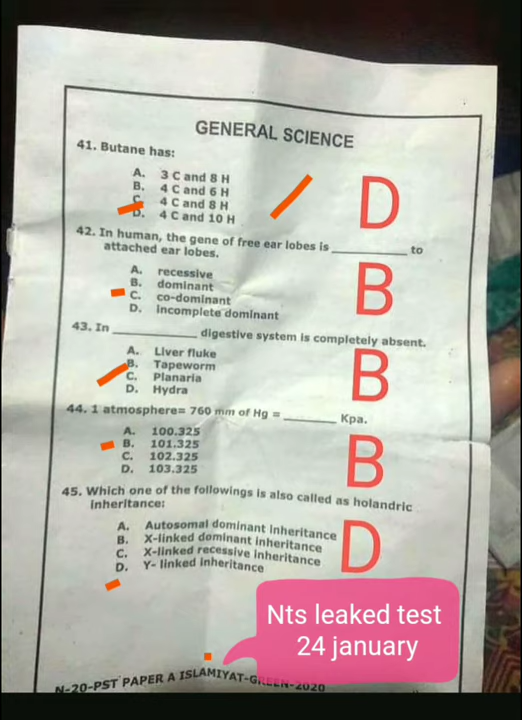 GENERAL SCIENCE
41. Butane has:
A. 3 C and 8 H
B. 4 C and 6 H
C. 4 C and 8 H
D. 4 C and 10 H
D
42. In human, the gene of free ear lobes is ________ to
attached ear lobes.
A. recessive
B. dominant
C. co-dominant
D. incomplete dominant
B
43. In ________ digestive system is completely absent.
A. Liver fluke
B. Tapeworm
C. Planaria
D. Hydra
B
44. 1 atmosphere= 760 mm of Hg = ________ Kpa.
A. 100.325
B. 101.325
C. 102.325
D. 103.325
B
45. Which one of the followings is also called as holandric
inheritance:
A. Autosomal dominant inheritance
B. X-linked dominant inheritance
C. X-linked recessive inheritance
D. Y- linked inheritance
D
Nts leaked test
24 january
N-20-PST PAPER A ISLAMIYAT-GREEN-2020